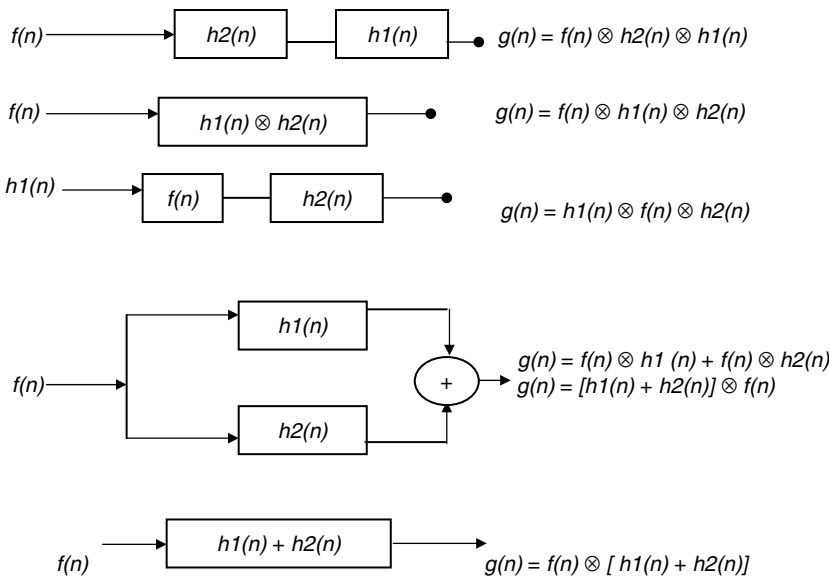 f(n) h2(n) h1(n) g(n) = f(n) ⊗ h2(n) ⊗ h1(n)
f(n) h1(n) ⊗ h2(n) g(n) = f(n) ⊗ h1(n) ⊗ h2(n)
h1(n) f(n) h2(n) g(n) = h1(n) ⊗ f(n) ⊗ h2(n)
h1(n)
g(n) = f(n) ⊗ h1 (n) + f(n) ⊗ h2(n)
f(n) + g(n) = [h1(n) + h2(n)] ⊗ f(n)
h2(n)
f(n) h1(n) + h2(n) g(n) = f(n) ⊗ [ h1(n) + h2(n)]